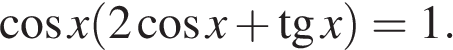 cos x(2 cos x + tg x) = 1.